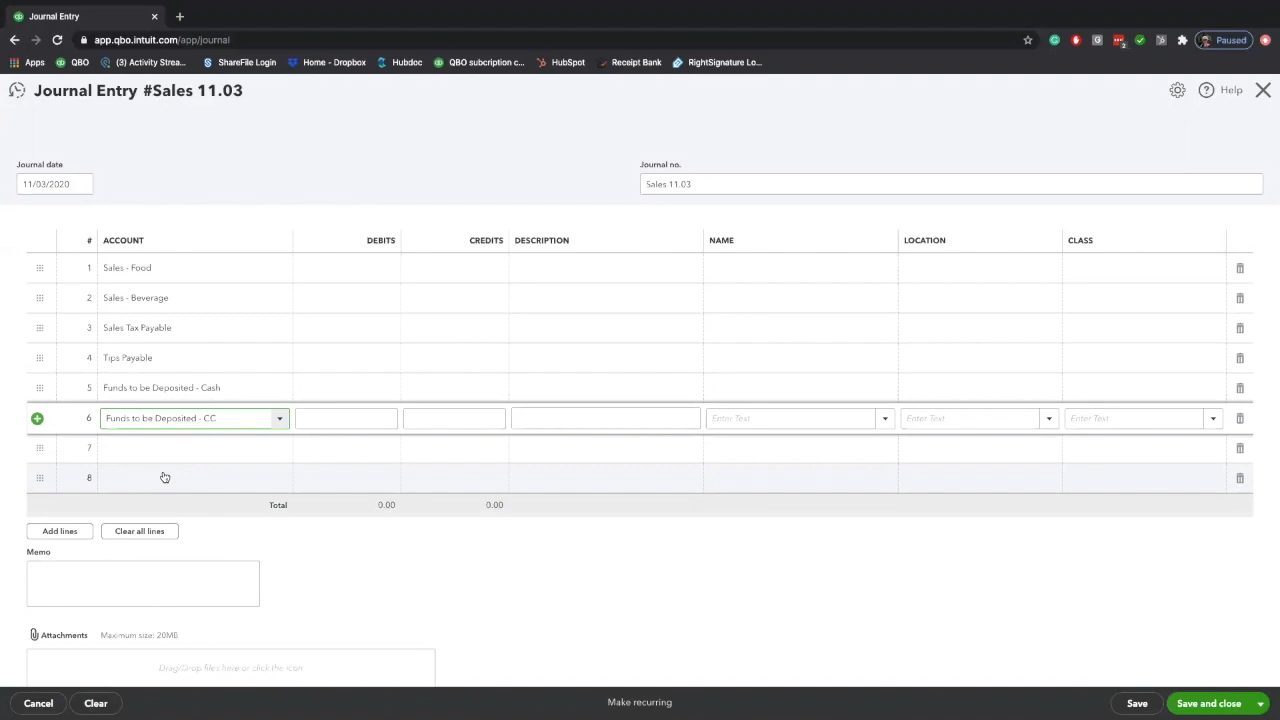 Journal Entry
app.qbo.intuit.com/app/journal
Paused
Apps QBO (3) Activity Strea... ShareFile Login Home - Dropbox Hubdoc QBO subcription c... HubSpot Receipt Bank RightSignature Lo...
Journal Entry #Sales 11.03
Help
Journal date Journal no.
11/03/2020 Sales 11.03
# ACCOUNT DEBITS CREDITS DESCRIPTION NAME LOCATION CLASS
1 Sales - Food
2 Sales - Beverage
3 Sales Tax Payable
4 Tips Payable
5 Funds to be Deposited - Cash
6 Funds to be Deposited - CC Enter Text Enter Text Enter Text
7
8
Total 0.00 0.00
Add lines Clear all lines
Memo
Attachments Maximum size: 20MB
Drag/Drop files here or click the icon
Cancel Clear Make recurring Save Save and close